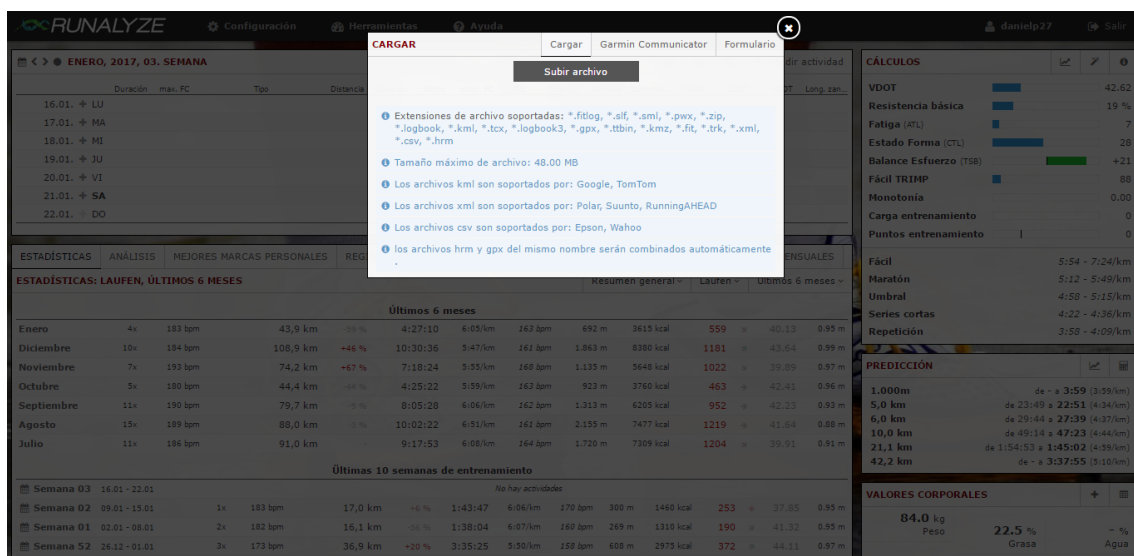 RUNALYZE Configuración Herramientas Ayuda danielp27 Salir
CARGAR Cargar Garmin Communicator Formulario
Subir archivo
Extensiones de archivo soportadas: *.fitlog, *.slf, *.sml, *.pwx, *.zip,
*.logbook, *.kml, *.tcx, *.logbook3, *.gpx, *.ttbin, *.kmz, *.fit, *.trk, *.xml,
*.csv, *.hrm
Tamaño máximo de archivo: 48.00 MB
Los archivos kml son soportados por: Google, TomTom
Los archivos xml son soportados por: Polar, Suunto, RunningAHEAD
Los archivos csv son soportados por: Epson, Wahoo
los archivos hrm y gpx del mismo nombre serán combinados automáticamente
.
ENERO, 2017, 03. SEMANA dir actividad
Duración max. FC Tipo Distancia OT Long. zan...
16.01. + LU
17.01. + MA
18.01. + MI
19.01. + JU
20.01. + VI
21.01. + SA
22.01. + DO
ESTADÍSTICAS ANÁLISIS MEJORES MARCAS PERSONALES REG ENSUALES
ESTADÍSTICAS: LAUFEN, ÚLTIMOS 6 MESES Resumen general Laufen Últimos 6 meses
Últimos 6 meses
Enero 4x 183 bpm 43,9 km 4:27:10 6:05/km 163 bpm 692 m 3615 kcal 559 40.13 0.95 m
Diciembre 10x 184 bpm 108,9 km +46 % 10:30:36 5:47/km 161 bpm 1.863 m 8380 kcal 1181 43.64 0.99 m
Noviembre 7x 193 bpm 74,2 km +67 % 7:18:24 5:55/km 168 bpm 1.135 m 5648 kcal 1022 39.89 0.97 m
Octubre 5x 180 bpm 44,4 km 4:25:22 5:59/km 163 bpm 923 m 3760 kcal 463 42.41 0.96 m
Septiembre 11x 190 bpm 79,7 km 8:05:28 6:06/km 162 bpm 1.313 m 6205 kcal 952 42.23 0.93 m
Agosto 15x 189 bpm 88,0 km 10:02:22 6:51/km 161 bpm 2.155 m 7477 kcal 1219 41.64 0.88 m
Julio 11x 186 bpm 91,0 km 9:17:53 6:08/km 164 bpm 1.720 m 7309 kcal 1204 39.91 0.91 m
Últimas 10 semanas de entrenamiento
Semana 03 16.01 - 22.01 No hay actividades
Semana 02 09.01 - 15.01 1x 183 bpm 17,0 km +6 % 1:43:47 6:06/km 170 bpm 300 m 1460 kcal 253 37.85 0.95 m
Semana 01 02.01 - 08.01 2x 182 bpm 16,1 km 1:38:04 6:07/km 160 bpm 269 m 1310 kcal 190 41.32 0.95 m
Semana 52 26.12 - 01.01 3x 173 bpm 36,9 km +20 % 3:35:25 5:50/km 158 bpm 608 m 2975 kcal 372 44.11 0.97 m
CÁLCULOS
VDOT 42.62
Resistencia básica 19 %
Fatiga (ATL) 7
Estado Forma (CTL) 28
Balance Esfuerzo (TSB) +21
Fácil TRIMP 88
Monotonía 0.00
Carga entrenamiento 0
Puntos entrenamiento 0
Fácil 5:54 - 7:24/km
Maratón 5:12 - 5:49/km
Umbral 4:58 - 5:15/km
Series cortas 4:22 - 4:36/km
Repetición 3:58 - 4:09/km
PREDICCIÓN
1.000m de - a 3:59 (3:59/km)
5,0 km de 23:49 a 22:51 (4:34/km)
6,0 km de 29:44 a 27:39 (4:37/km)
10,0 km de 49:14 a 47:23 (4:44/km)
21,1 km de 1:54:53 a 1:45:02 (4:59/km)
42,2 km de - a 3:37:55 (5:10/km)
VALORES CORPORALES
84.0 kg
Peso
22.5 %
Grasa
- %
Agua